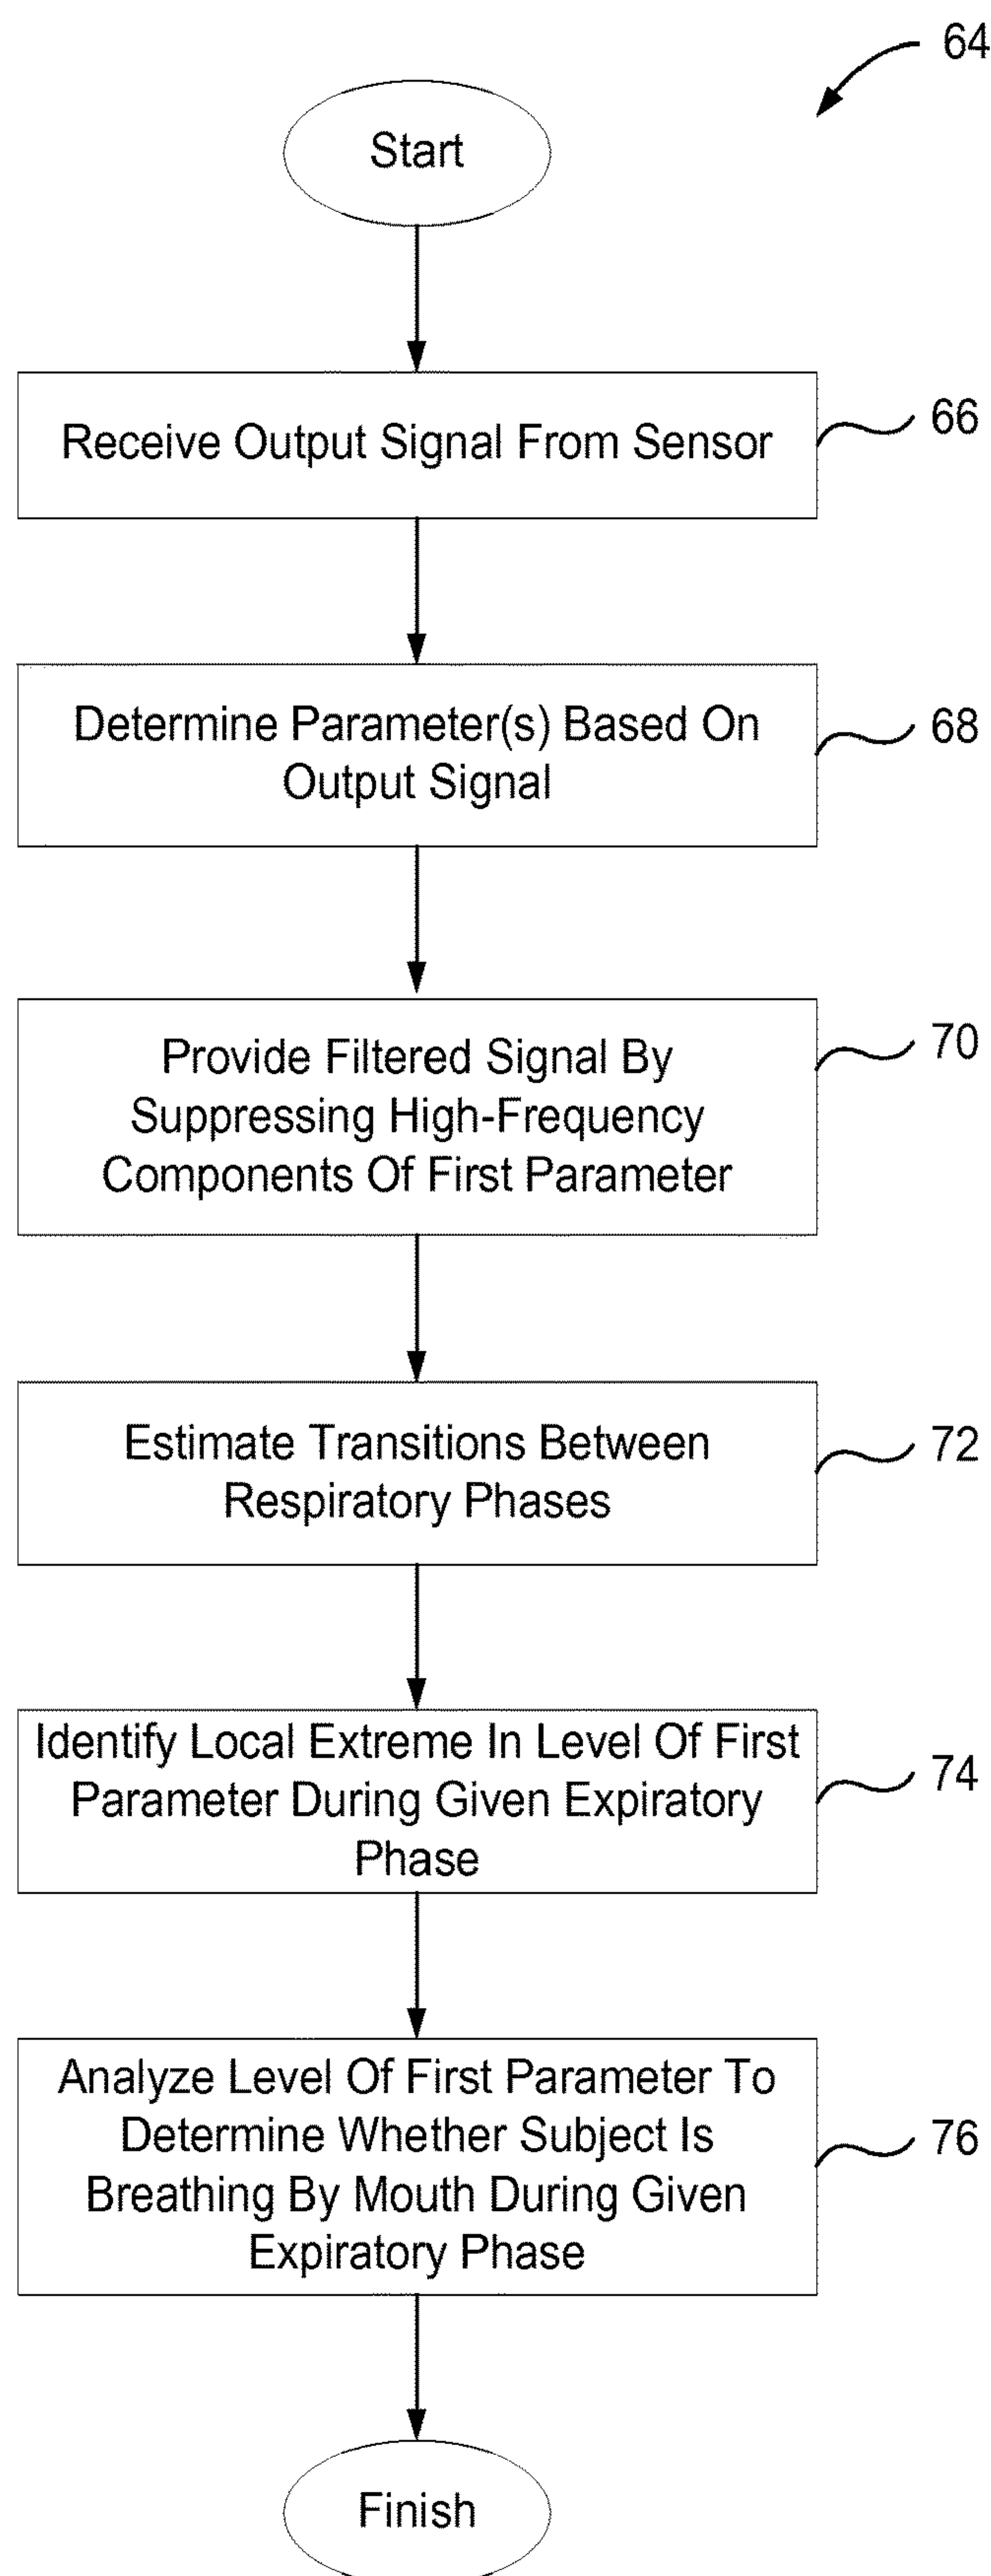 64
Start
Receive Output Signal From Sensor
66
Determine Parameter(s) Based On
Output Signal
68
Provide Filtered Signal By
Suppressing High-Frequency
Components Of First Parameter
70
Estimate Transitions Between
Respiratory Phases
72
Identify Local Extreme In Level Of First
Parameter During Given Expiratory
Phase
74
Analyze Level Of First Parameter To
Determine Whether Subject Is
Breathing By Mouth During Given
Expiratory Phase
76
Finish